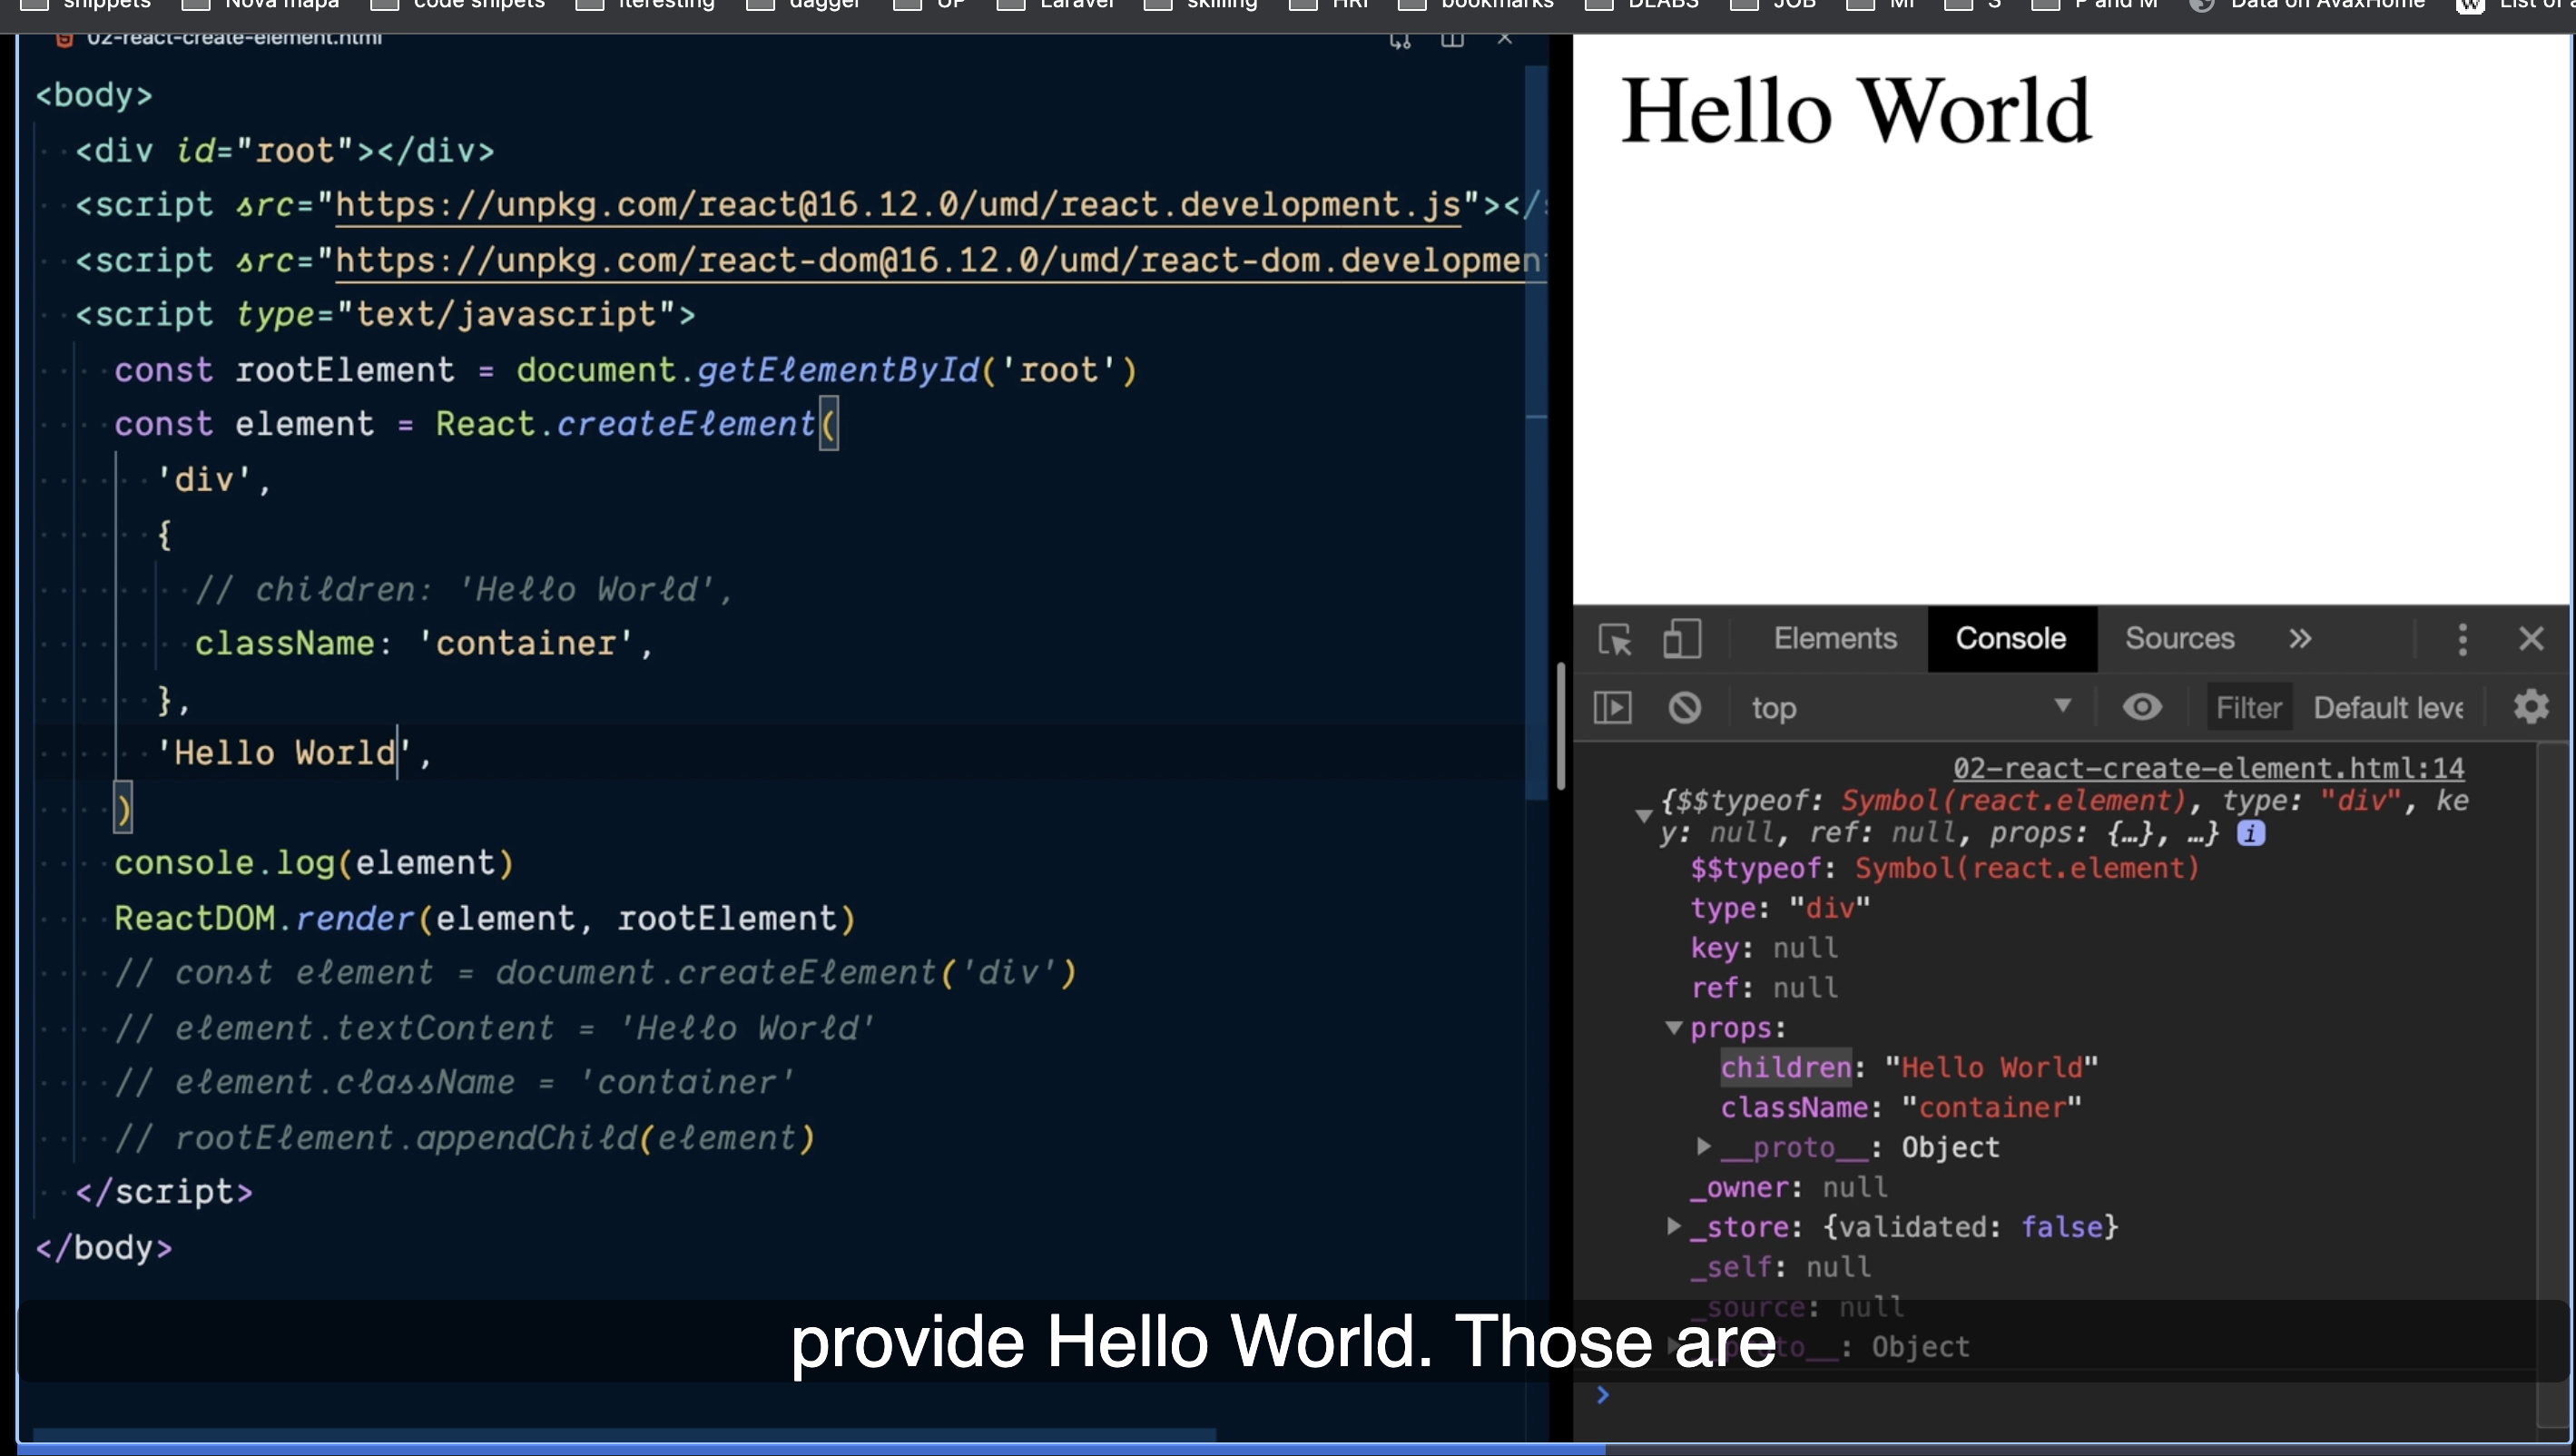 snippets Nova mapa code snipets iteresting dagger UP Laravel skilling HRT bookmarks DLABS JOB MI S P and M Data on AvaxHome List of a
02-react-create-element.html
<body>
<div id="root"></div>
<script src="https://unpkg.com/react@16.12.0/umd/react.development.js"></
<script src="https://unpkg.com/react-dom@16.12.0/umd/react-dom.developmen
<script type="text/javascript">
const rootElement = document.getElementById('root')
const element = React.createElement(
'div',
{
// children: 'Hello World',
className: 'container',
},
'Hello World',
)
console.log(element)
ReactDOM.render(element, rootElement)
// const element = document.createElement('div')
// element.textContent = 'Hello World'
// element.className = 'container'
// rootElement.appendChild(element)
</script>
</body>
Hello World
Elements Console Sources »
top Filter Default leve
02-react-create-element.html:14
{$$typeof: Symbol(react.element), type: "div", ke
y: null, ref: null, props: {…}, …} i
$$typeof: Symbol(react.element)
type: "div"
key: null
ref: null
props:
children: "Hello World"
className: "container"
__proto__: Object
_owner: null
_store: {validated: false}
_self: null
_source: null
__proto__: Object
provide Hello World. Those are